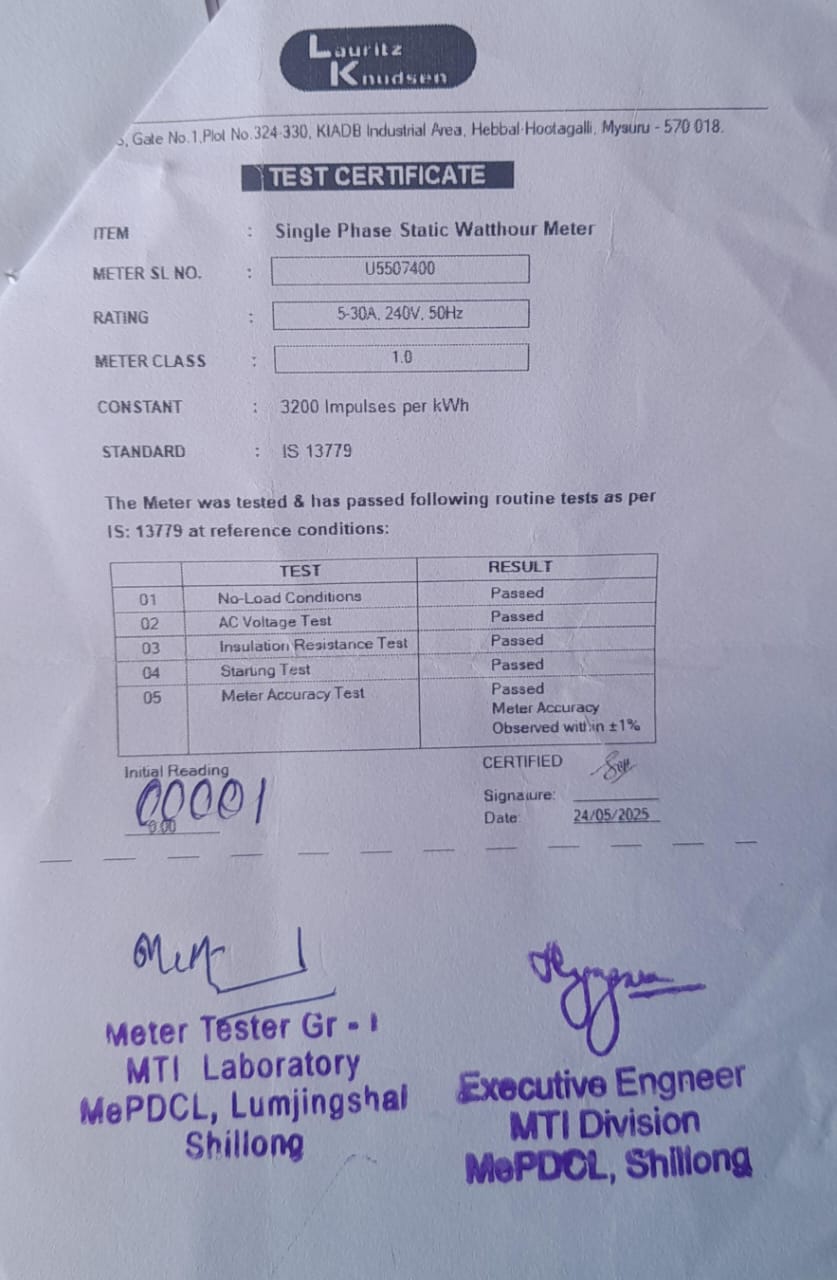 Lauritz
Knudsen
Gate No.1,Plot No.324-330, KIADB Industrial Area, Hebbal-Hootagalli, Mysuru - 570 018.
TEST CERTIFICATE
ITEM : Single Phase Static Watthour Meter
METER SL NO. : U5507400
RATING : 5-30A, 240V, 50Hz
METER CLASS : 1.0
CONSTANT : 3200 Impulses per kWh
STANDARD : IS 13779
The Meter was tested & has passed following routine tests as per
IS: 13779 at reference conditions:
TEST RESULT
01 No-Load Conditions Passed
02 AC Voltage Test Passed
03 Insulation Resistance Test Passed
04 Starting Test Passed
05 Meter Accuracy Test Passed
Meter Accuracy
Observed within ±1%
Initial Reading
00001
0.00
CERTIFIED
Signature:
Date: 24/05/2025
Meter Tester Gr - I
MTI Laboratory
MePDCL, Lumjingshai
Shillong
Executive Engneer
MTI Division
MePDCL, Shillong